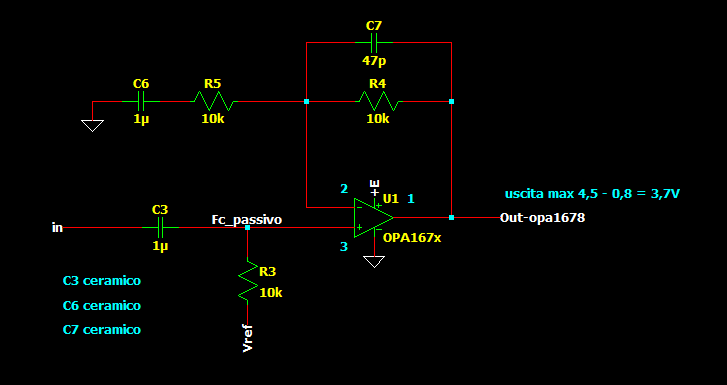 C7
47p
C6
R5
R4
1µ
10k
10k
2
+E
U1
1
uscita max 4,5 - 0,8 = 3,7V
C3
Fc_passivo
in
Out-opa1678
1µ
3
OPA167x
R3
C3 ceramico
10k
C6 ceramico
C7 ceramico
Vref